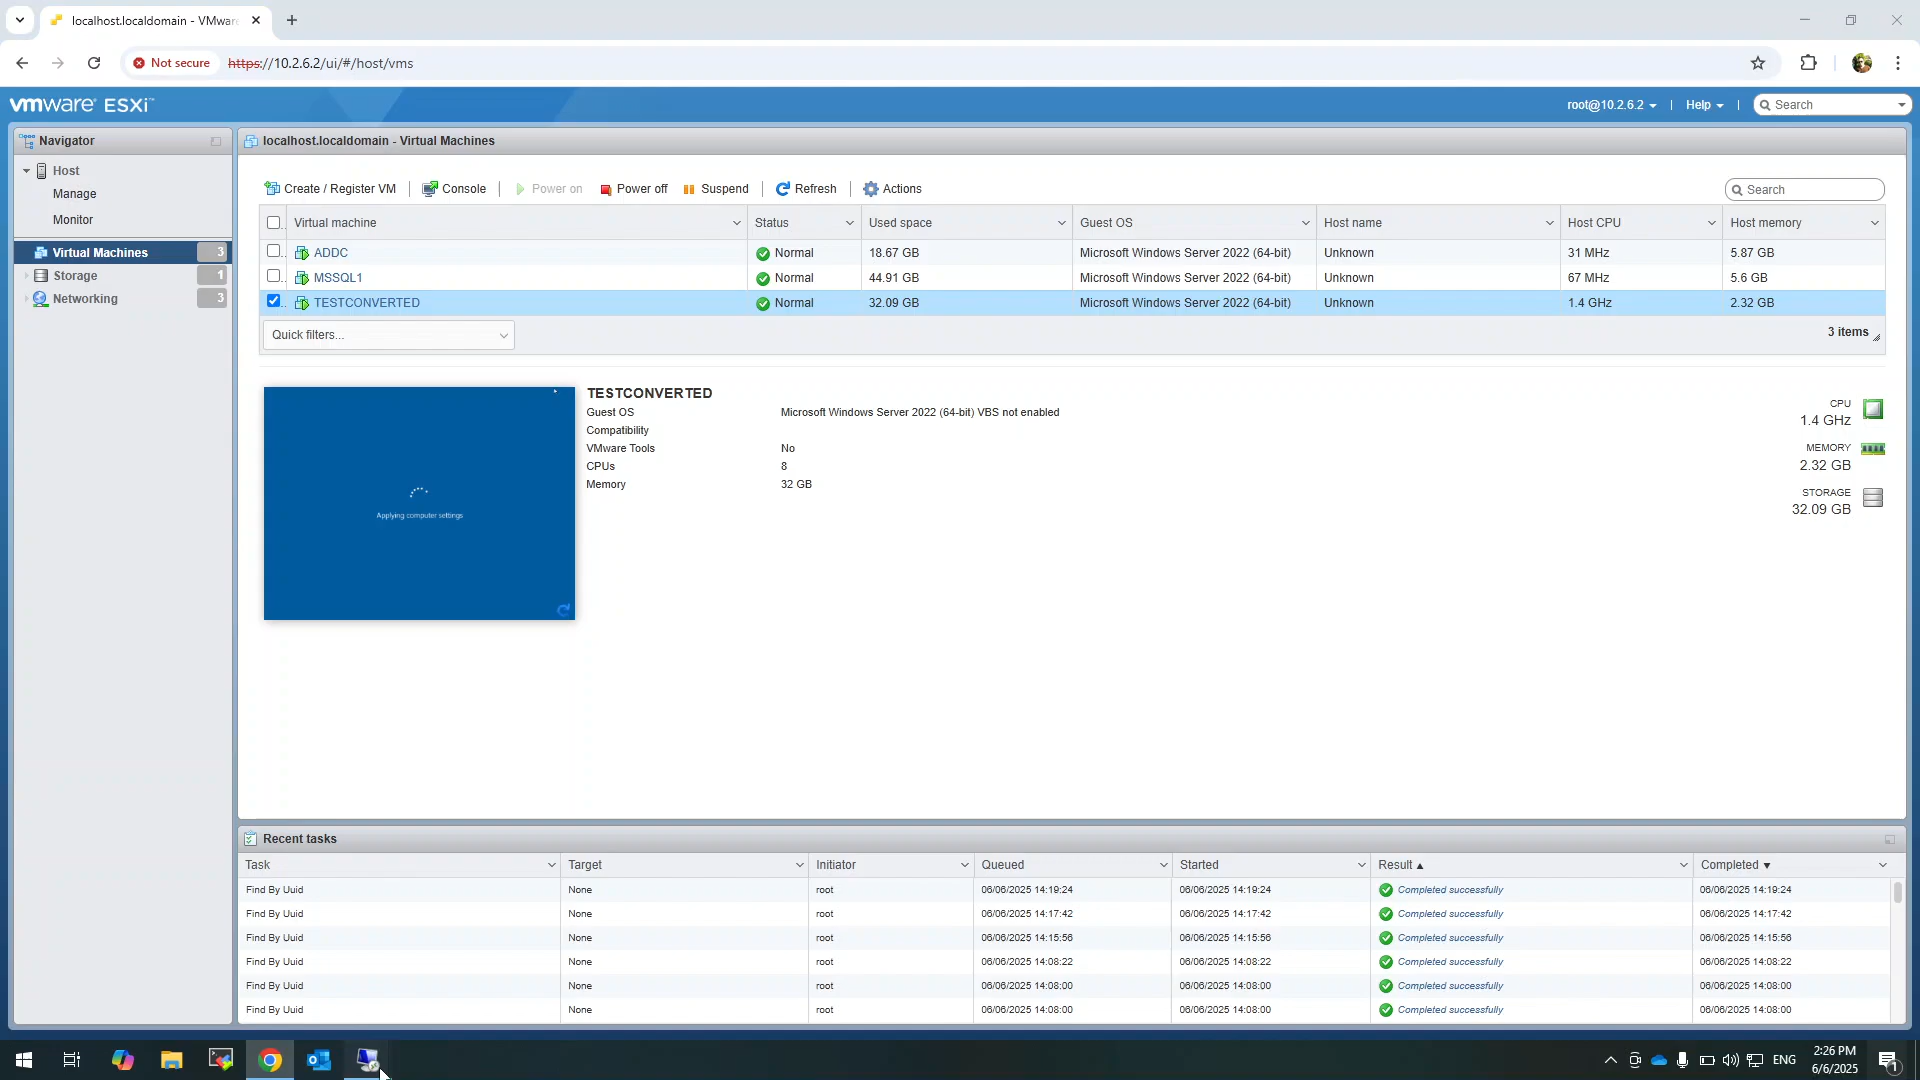 localhost.localdomain - VMware
Not secure
https://10.2.6.2/ui/#/host/vms
vmware ESXi™
root@10.2.6.2
|
Help
|
Search
Navigator
localhost.localdomain - Virtual Machines
Host
Manage
Monitor
Virtual Machines 3
Storage 1
Networking 3
Create / Register VM | Console | Power on Power off Suspend | Refresh | Actions
Search
Virtual machine Status Used space Guest OS Host name Host CPU Host memory
ADDC Normal 18.67 GB Microsoft Windows Server 2022 (64-bit) Unknown 31 MHz 5.87 GB
MSSQL1 Normal 44.91 GB Microsoft Windows Server 2022 (64-bit) Unknown 67 MHz 5.6 GB
TESTCONVERTED Normal 32.09 GB Microsoft Windows Server 2022 (64-bit) Unknown 1.4 GHz 2.32 GB
Quick filters...
3 items
Applying computer settings
TESTCONVERTED
Guest OS Microsoft Windows Server 2022 (64-bit) VBS not enabled
Compatibility
VMware Tools No
CPUs 8
Memory 32 GB
CPU
1.4 GHz
MEMORY
2.32 GB
STORAGE
32.09 GB
Recent tasks
Task Target Initiator Queued Started Result ▲ Completed ▼
Find By Uuid None root 06/06/2025 14:19:24 06/06/2025 14:19:24 Completed successfully 06/06/2025 14:19:24
Find By Uuid None root 06/06/2025 14:17:42 06/06/2025 14:17:42 Completed successfully 06/06/2025 14:17:42
Find By Uuid None root 06/06/2025 14:15:56 06/06/2025 14:15:56 Completed successfully 06/06/2025 14:15:56
Find By Uuid None root 06/06/2025 14:08:22 06/06/2025 14:08:22 Completed successfully 06/06/2025 14:08:22
Find By Uuid None root 06/06/2025 14:08:00 06/06/2025 14:08:00 Completed successfully 06/06/2025 14:08:00
Find By Uuid None root 06/06/2025 14:08:00 06/06/2025 14:08:00 Completed successfully 06/06/2025 14:08:00
ENG
2:26 PM
6/6/2025
1